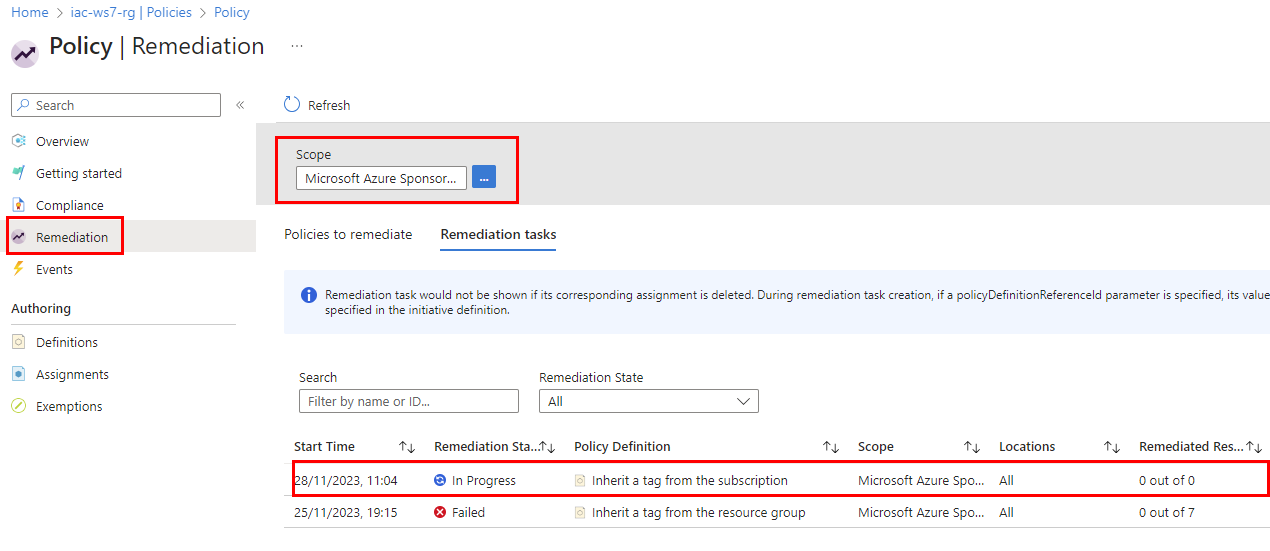 Home > iac-ws7-rg | Policies > Policy
Policy | Remediation ...
Search «
Overview
Getting started
Compliance
Remediation
Events
Authoring
Definitions
Assignments
Exemptions
Refresh
Scope
Microsoft Azure Sponsor... ...
Policies to remediate Remediation tasks
Remediation task would not be shown if its corresponding assignment is deleted. During remediation task creation, if a policyDefinitionReferenceId parameter is specified, its value
specified in the initiative definition.
Search Remediation State
Filter by name or ID... All
Start Time Remediation Sta... Policy Definition Scope Locations Remediated Res...
28/11/2023, 11:04 In Progress Inherit a tag from the subscription Microsoft Azure Spo... All 0 out of 0
25/11/2023, 19:15 Failed Inherit a tag from the resource group Microsoft Azure Spo... All 0 out of 7